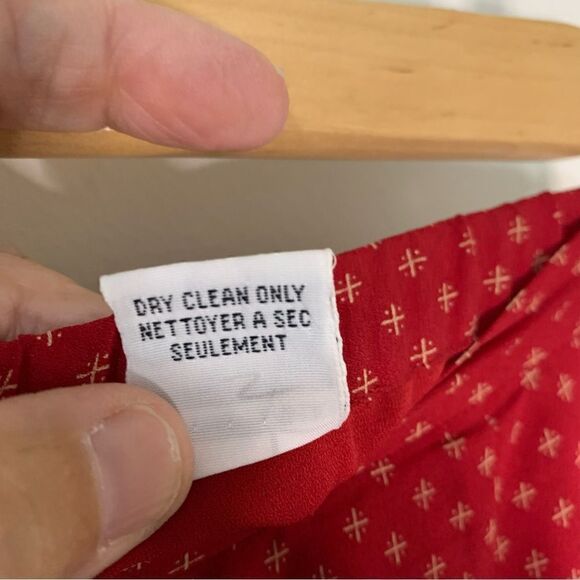 DRY CLEAN ONLY
NETTOYER A SEC
SEULEMENT